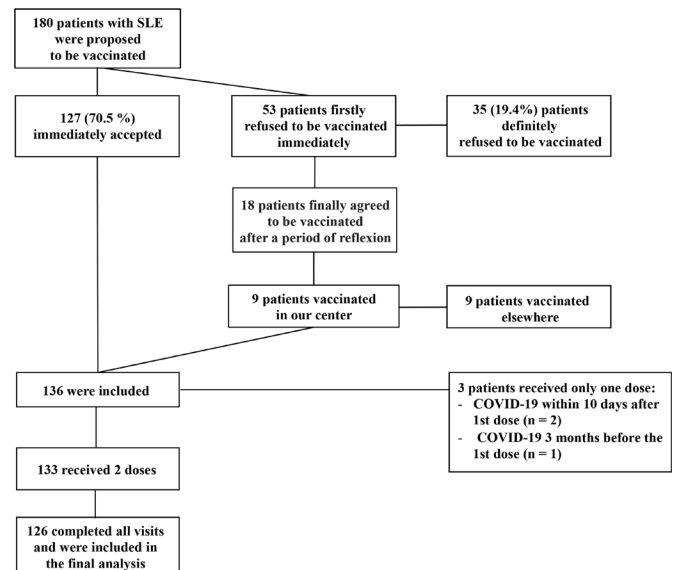 180 patients with SLE
were proposed
to be vaccinated
127 (70.5 %)
immediately accepted
53 patients firstly
refused to be vaccinated
immediately
35 (19.4%) patients
definitely
refused to be vaccinated
18 patients finally agreed
to be vaccinated
after a period of reflexion
9 patients vaccinated
in our center
9 patients vaccinated
elsewhere
136 were included
3 patients received only one dose:
- COVID-19 within 10 days after
1st dose (n = 2)
- COVID-19 3 months before the
1st dose (n = 1)
133 received 2 doses
126 completed all visits
and were included in
the final analysis